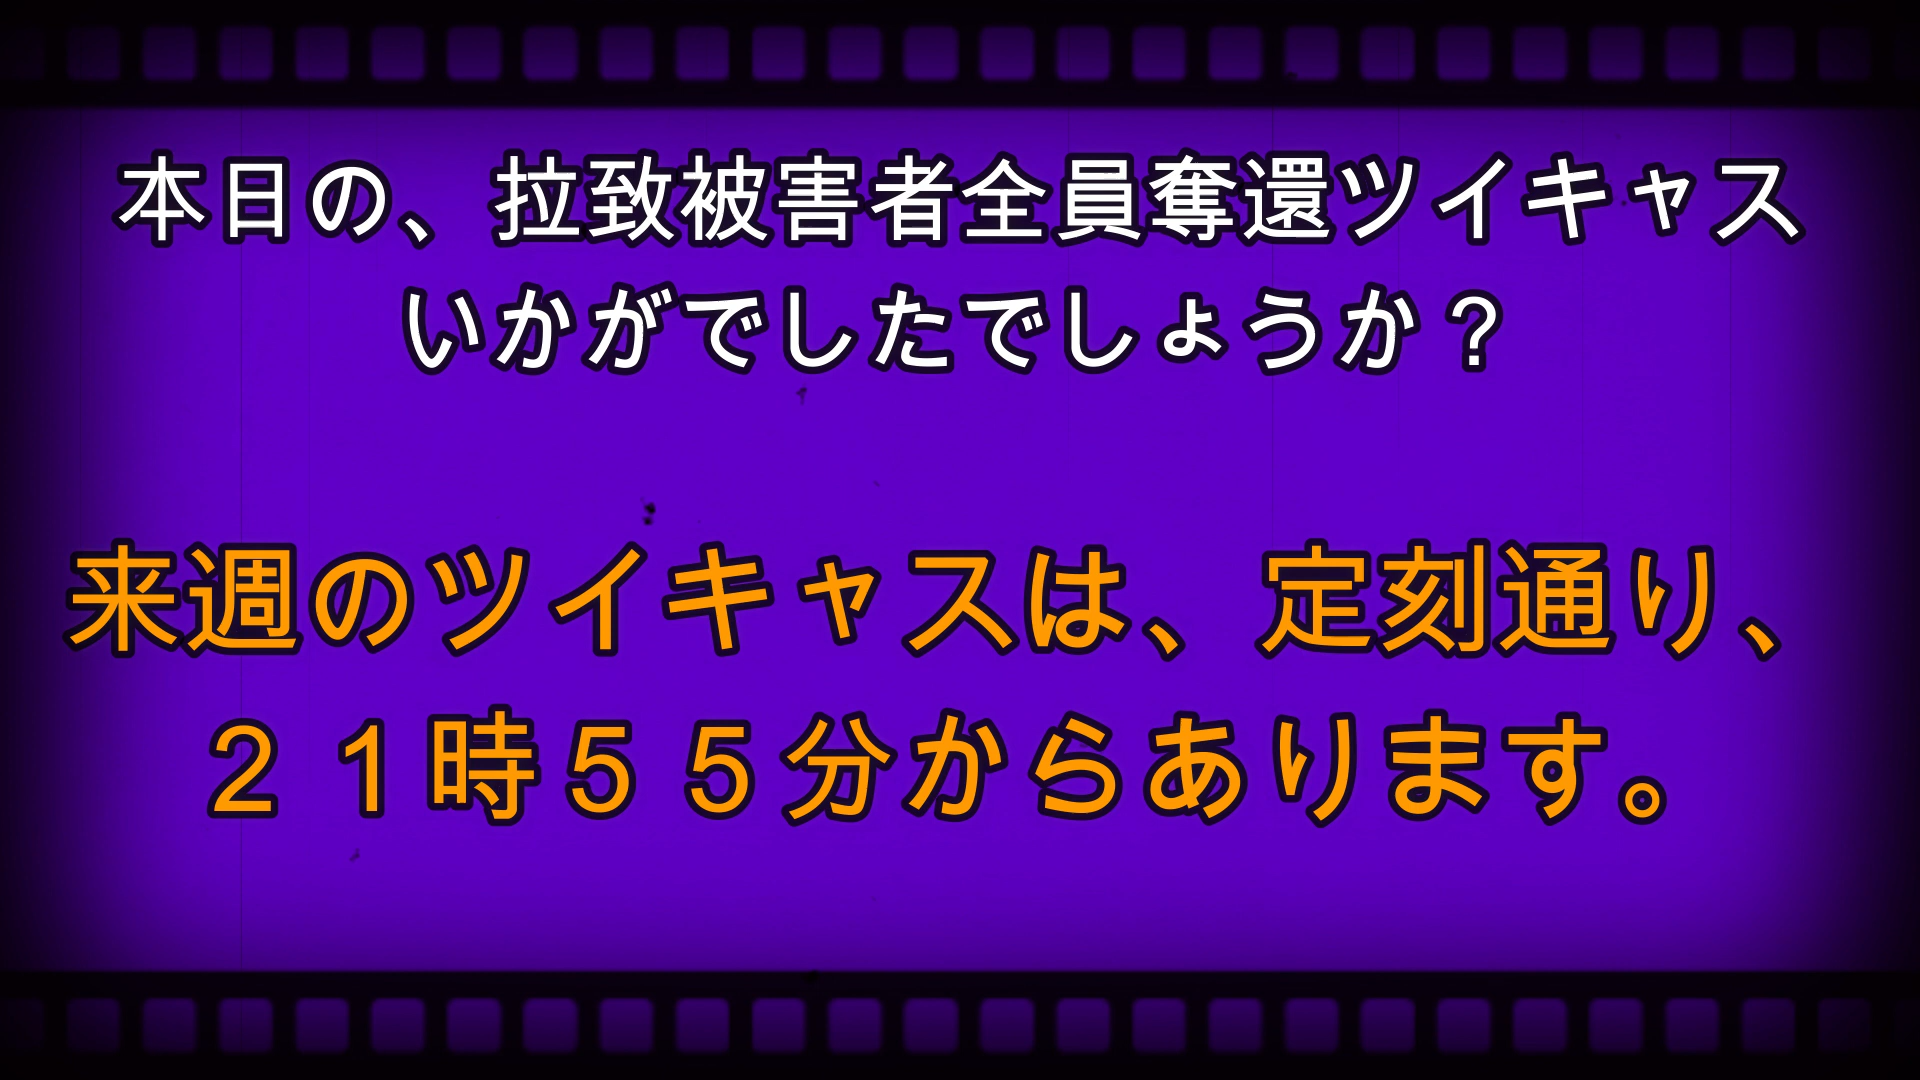 本日の、拉致被害者全員奪還ツイキャス
いかがでしたでしょうか？
来週のツイキャスは、定刻通り、
２１時５５分からあります。